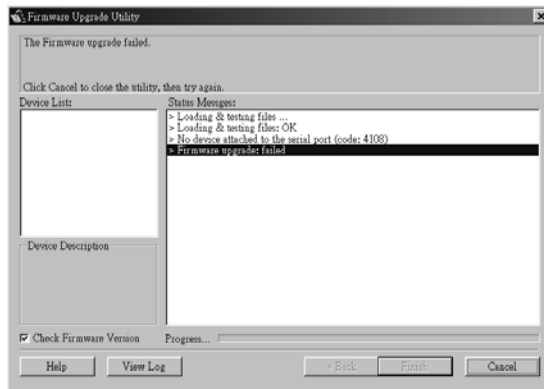 Firmware Upgrade Utility
The Firmware upgrade failed.
Click Cancel to close the utility, then try again.
Device List:
Status Messges:
> Loading & testing files ...
> Loading & testing files: OK
> No device attached to the serial port (code: 4108)
> Firmware upgrade: failed
Device Description
Check Firmware Version
Progress...
Help
View Log
< Back
Finish
Cancel